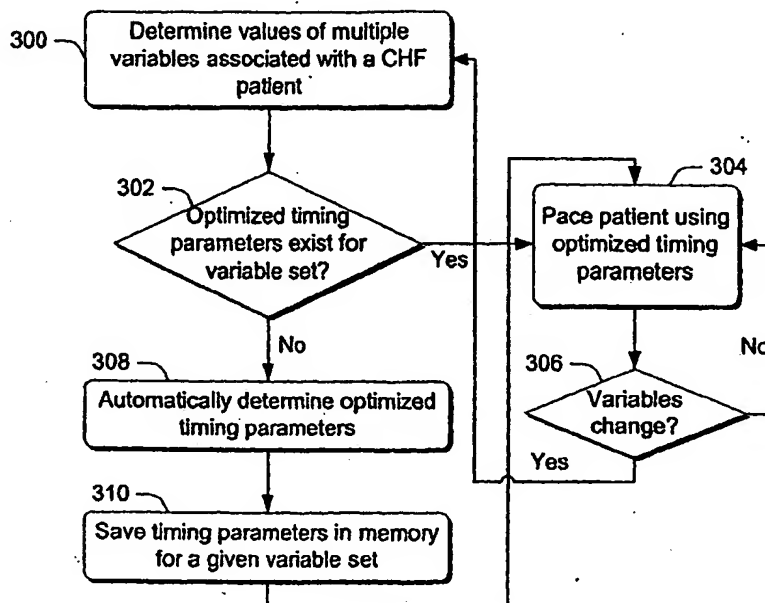 300
Determine values of multiple
variables associated with a CHF
patient
302
Optimized timing
parameters exist for
variable set?
Yes
No
304
Pace patient using
optimized timing
parameters
306
Variables
change?
No
Yes
308
Automatically determine optimized
timing parameters
310
Save timing parameters in memory
for a given variable set